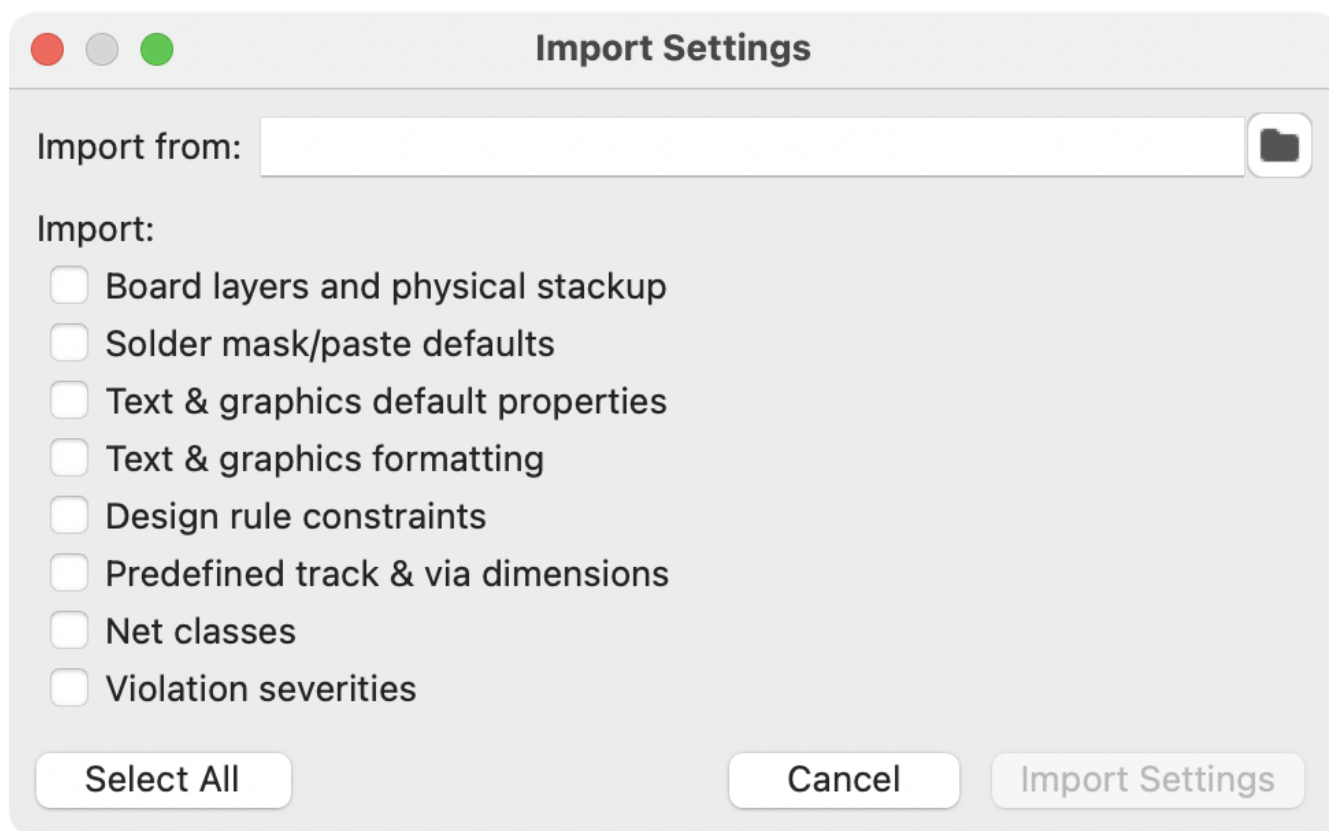 Import Settings
Import from:
Import:
Board layers and physical stackup
Solder mask/paste defaults
Text & graphics default properties
Text & graphics formatting
Design rule constraints
Predefined track & via dimensions
Net classes
Violation severities
Select All Cancel Import Settings